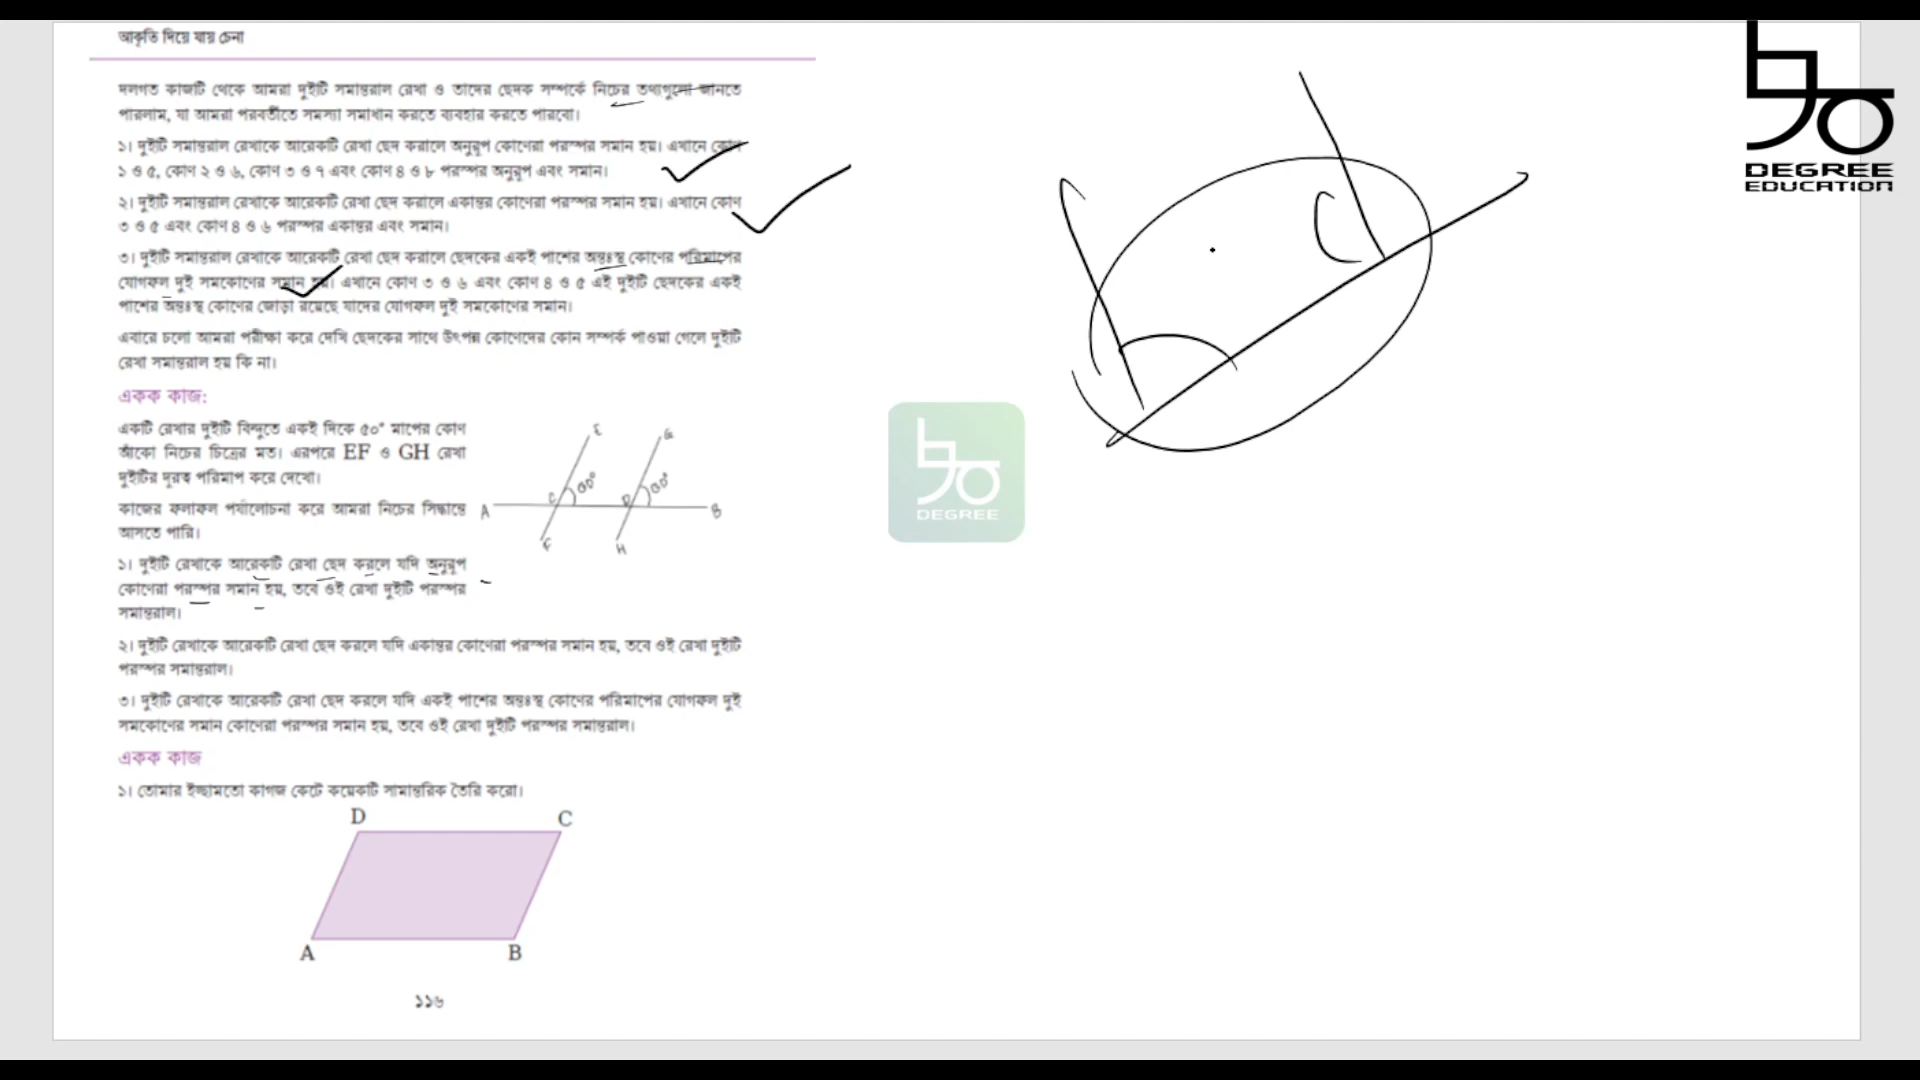 আকৃতি দিয়ে যায় চেনা
দলগত কাজটি থেকে আমরা দুইটি সমান্তরাল রেখা ও তাদের ছেদক সম্পর্কে নিচের তথ্যগুলো জানতে
পারলাম, যা আমরা পরবর্তীতে সমস্যা সমাধান করতে ব্যবহার করতে পারবো।
১। দুইটি সমান্তরাল রেখাকে আরেকটি রেখা ছেদ করালে অনুরূপ কোণেরা পরস্পর সমান হয়। এখানে কোণ
১ ও ৫, কোণ ২ ও ৬, কোণ ৩ ও ৭ এবং কোণ ৪ ও ৮ পরস্পর অনুরূপ এবং সমান।
২। দুইটি সমান্তরাল রেখাকে আরেকটি রেখা ছেদ করালে একান্তর কোণেরা পরস্পর সমান হয়। এখানে কোণ
৩ ও ৫ এবং কোণ ৪ ও ৬ পরস্পর একান্তর এবং সমান।
৩। দুইটি সমান্তরাল রেখাকে আরেকটি রেখা ছেদ করালে ছেদকের একই পাশের অন্তঃস্থ কোণের পরিমাপের
যোগফল দুই সমকোণের সমান হয়। এখানে কোণ ৩ ও ৬ এবং কোণ ৪ ও ৫ এই দুইটি ছেদকের একই
পাশের অন্তঃস্থ কোণের জোড়া রয়েছে যাদের যোগফল দুই সমকোণের সমান।
এবারে চলো আমরা পরীক্ষা করে দেখি ছেদকের সাথে উৎপন্ন কোণেদের কোন সম্পর্ক পাওয়া গেলে দুইটি
রেখা সমান্তরাল হয় কি না।
একক কাজ:
একটি রেখার দুইটি বিন্দুতে একই দিকে ৫০° মাপের কোণ
আঁকো নিচের চিত্রের মত। এরপরে EF ও GH রেখা
দুইটির দূরত্ব পরিমাপ করে দেখো।
কাজের ফলাফল পর্যালোচনা করে আমরা নিচের সিদ্ধান্তে
আসতে পারি।
E G
C D
A B
F H
১। দুইটি রেখাকে আরেকটি রেখা ছেদ করলে যদি অনুরূপ
কোণেরা পরস্পর সমান হয়, তবে ওই রেখা দুইটি পরস্পর
সমান্তরাল।
২। দুইটি রেখাকে আরেকটি রেখা ছেদ করলে যদি একান্তর কোণেরা পরস্পর সমান হয়, তবে ওই রেখা দুইটি
পরস্পর সমান্তরাল।
৩। দুইটি রেখাকে আরেকটি রেখা ছেদ করলে যদি একই পাশের অন্তঃস্থ কোণের পরিমাপের যোগফল দুই
সমকোণের সমান কোণেরা পরস্পর সমান হয়, তবে ওই রেখা দুইটি পরস্পর সমান্তরাল।
একক কাজ
১। তোমার ইচ্ছামতো কাগজ কেটে কয়েকটি সামান্তরিক তৈরি করো।
D C
A B
১১৬
DEGREE
DEGREE
EDUCATION